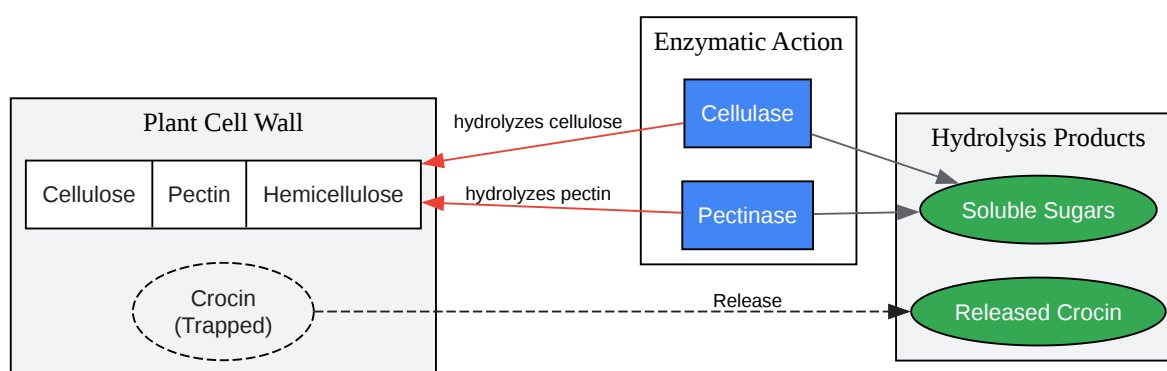 Enzymatic Action
Plant Cell Wall
hydrolyzes cellulose
Cellulase
Hydrolysis Products
Cellulose
Pectin
Hemicellulose
hydrolyzes pectin
Pectinase
Soluble Sugars
Crocin
(Trapped)
Release
Released Crocin